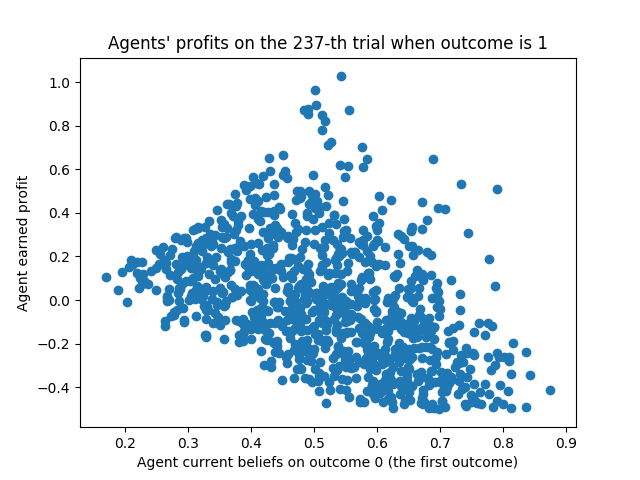 Agents' profits on the 237-th trial when outcome is 1
1.0
0.8
0.6
0.4
0.2
0.0
−0.2
−0.4
Agent earned profit
0.2 0.3 0.4 0.5 0.6 0.7 0.8 0.9
Agent current beliefs on outcome 0 (the first outcome)